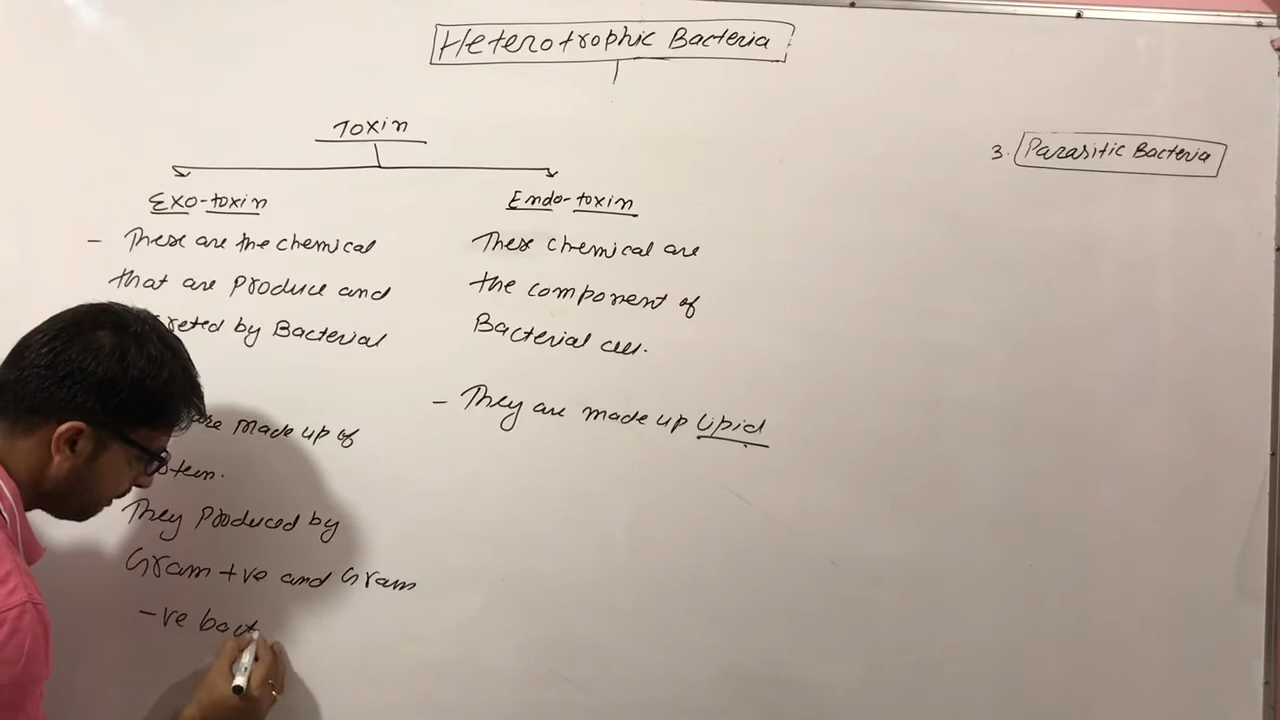 Heterotrophic Bacteria
Toxin
3. Parasitic Bacteria
Exo-toxin
- These are the chemical
that are produce and
by Bacterial
are made up of
They produced by
Gram +ve and Gram
-ve bact
Endo-toxin
These chemical are
the component of
Bacterial cell.
- They are made up lipid